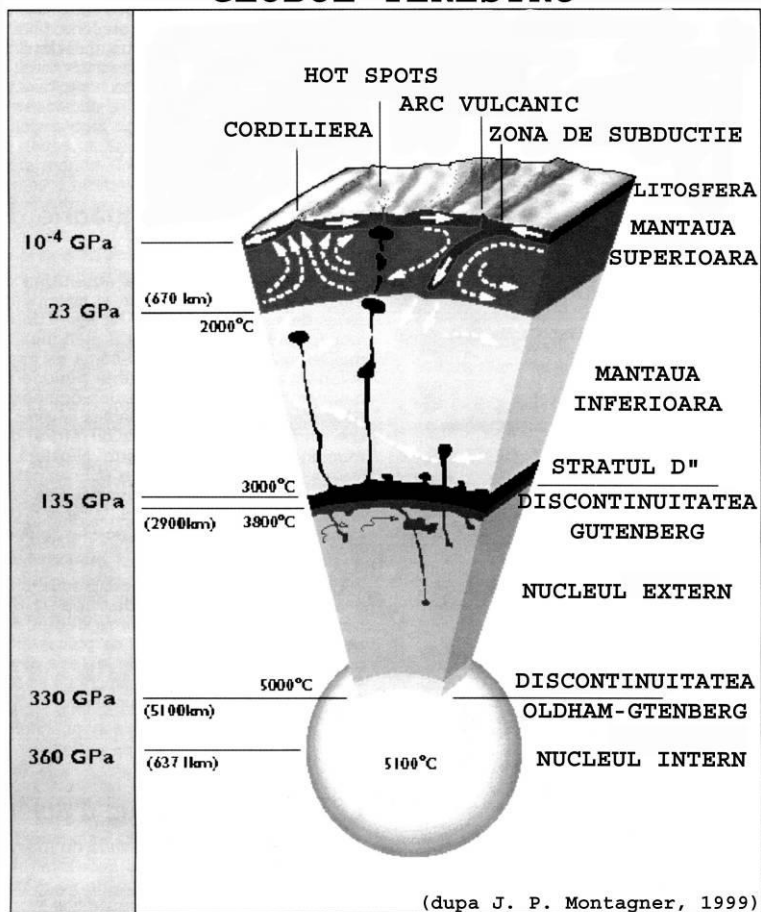 GLOBUL TERESTRU
HOT SPOTS
ARC VULCANIC
CORDILIERA
ZONA DE SUBDUCTIE
LITOSFERA
10-4 GPa
MANTAUA
SUPERIOARA
(670 km)
23 GPa
2000°C
MANTAUA
INFERIOARA
STRATUL D"
3000°C
135 GPa
DISCONTINUITATEA
GUTENBERG
(2900km)
3800°C
NUCLEUL EXTERN
5000°C
DISCONTINUITATEA
330 GPa
(5100km)
OLDHAM-GTENBERG
360 GPa
(6371km)
5100°C
NUCLEUL INTERN
(dupa J. P. Montagner, 1999)